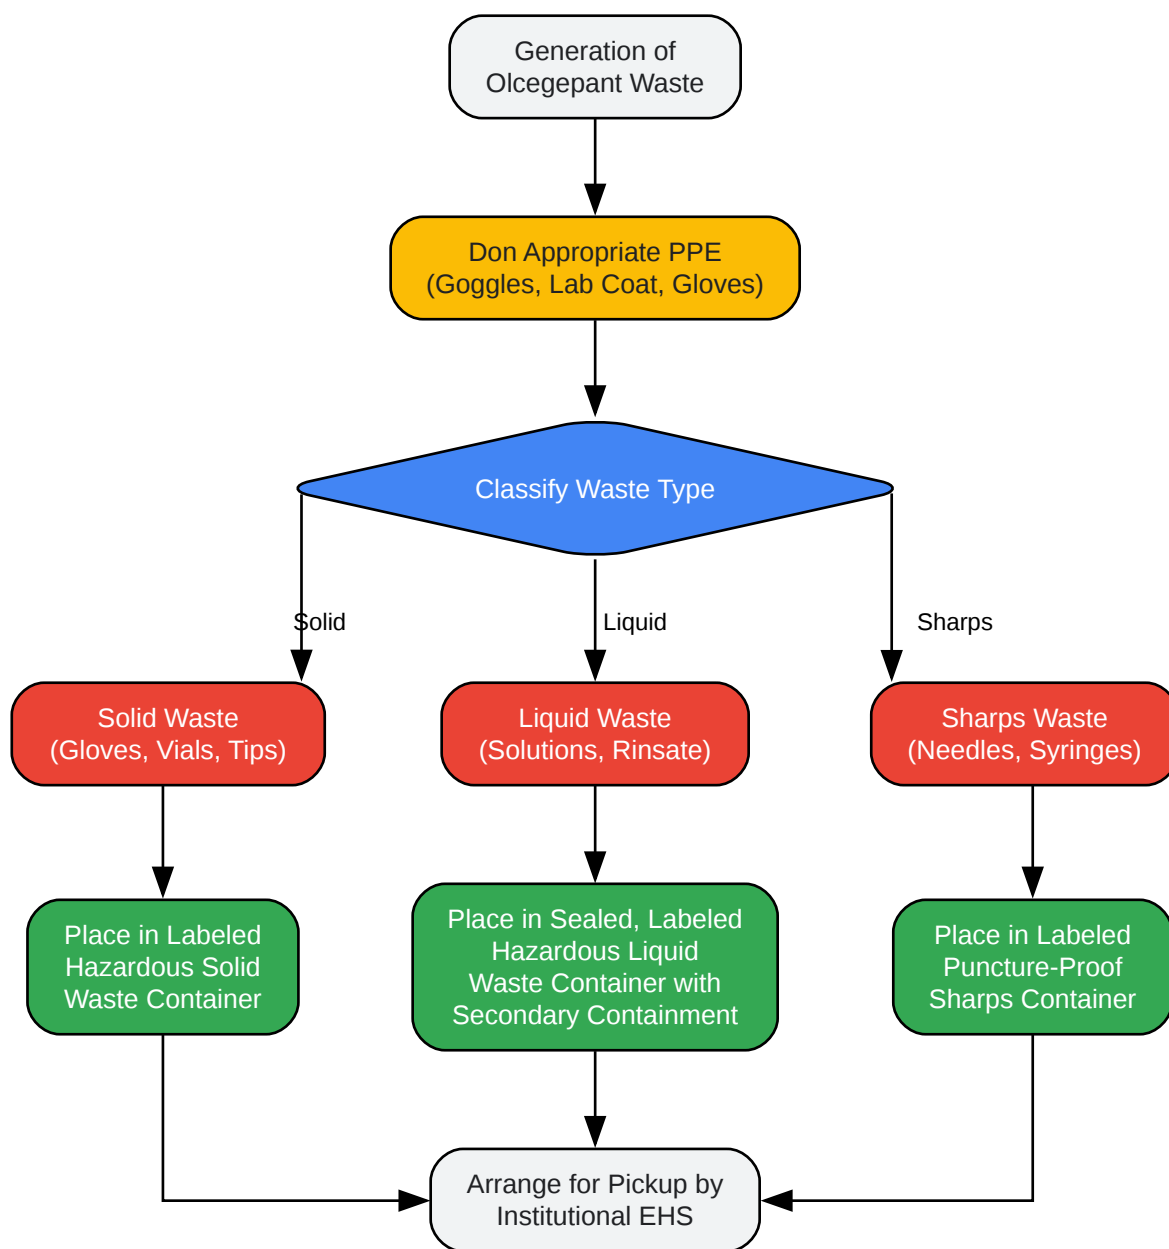 Generation of
Olcegepant Waste
Don Appropriate PPE
(Goggles, Lab Coat, Gloves)
Classify Waste Type
Solid
Liquid
Sharps
Solid Waste
(Gloves, Vials, Tips)
Liquid Waste
(Solutions, Rinsate)
Sharps Waste
(Needles, Syringes)
Place in Labeled
Hazardous Solid
Waste Container
Place in Sealed, Labeled
Hazardous Liquid
Waste Container with
Secondary Containment
Place in Labeled
Puncture-Proof
Sharps Container
Arrange for Pickup by
Institutional EHS